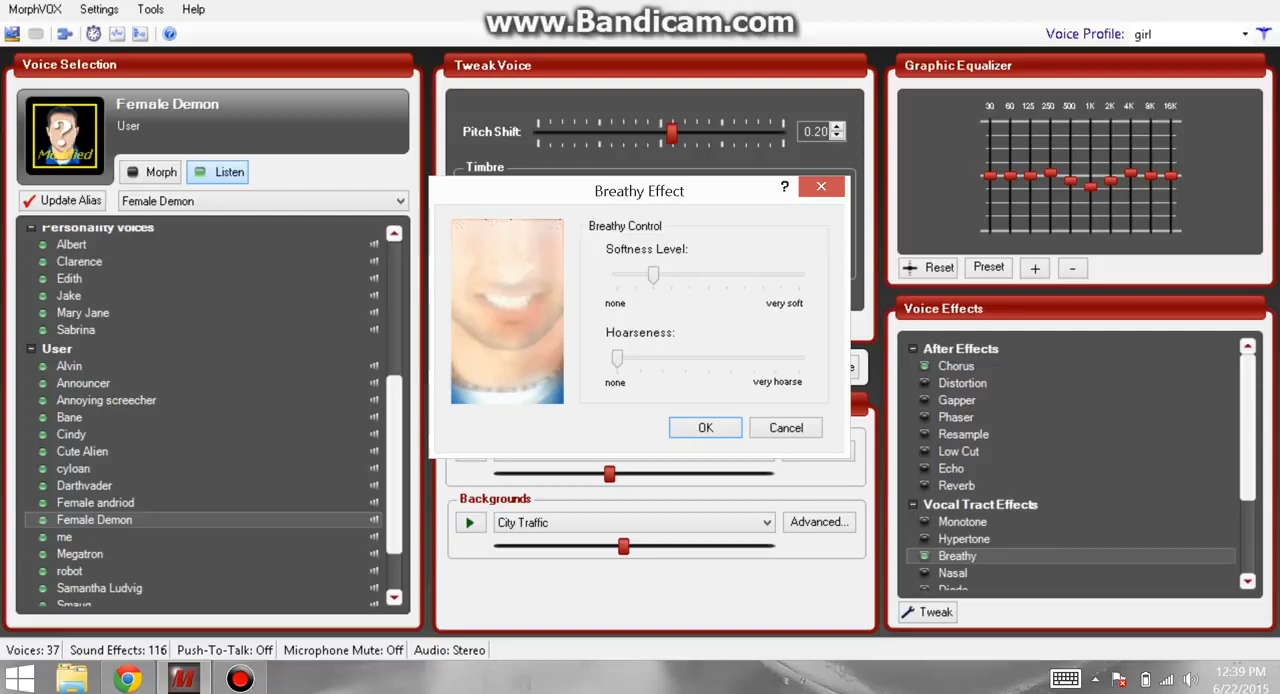 MorphVOX
Settings Tools Help
www.Bandicam.com
Voice Profile: girl
Voice Selection
Female Demon
User
Modified
Morph Listen
Update Alias Female Demon
Personality Voices
Albert
Clarence
Edith
Jake
Mary Jane
Sabrina
User
Alvin
Announcer
Annoying screecher
Bane
Cindy
Cute Alien
cyloan
Darthvader
Female andriod
Female Demon
me
Megatron
robot
Samantha Ludvig
Smaug
Tweak Voice
Pitch Shift: 0.20
Timbre
Breathy Effect
?
Breathy Control
Softness Level:
none very soft
Hoarseness:
none very hoarse
OK Cancel
e
Backgrounds
City Traffic Advanced...
Graphic Equalizer
30 60 125 250 500 1K 2K 4K 8K 16K
Reset Preset + -
Voice Effects
After Effects
Chorus
Distortion
Gapper
Phaser
Resample
Low Cut
Echo
Reverb
Vocal Tract Effects
Monotone
Hypertone
Breathy
Nasal
Tweak
Voices: 37 Sound Effects: 116 Push-To-Talk: Off Microphone Mute: Off Audio: Stereo
12:39 PM
6/22/2015